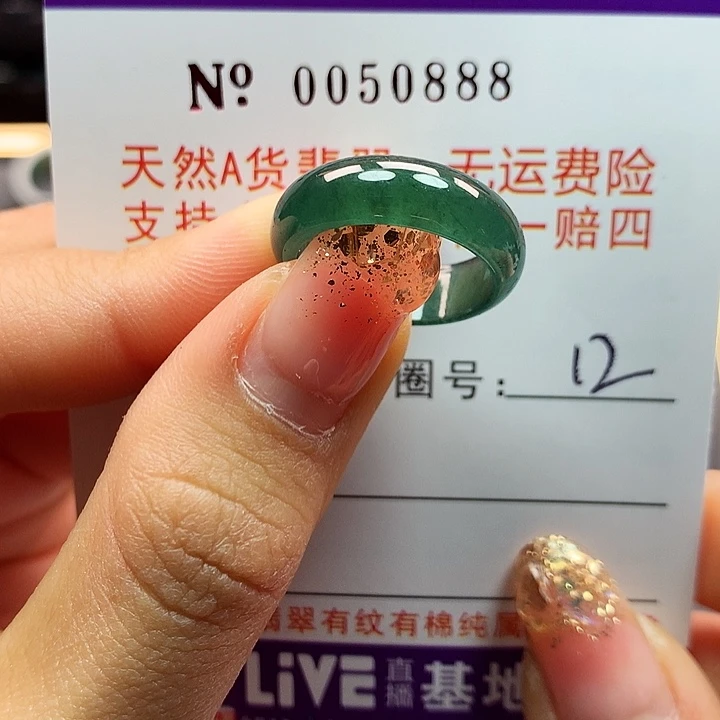 Nº 0050888
天然A货翡翠 无运费险
支持 一赔四
圈号: 12
翡翠有纹有棉纯属
LiVE 直播 基地